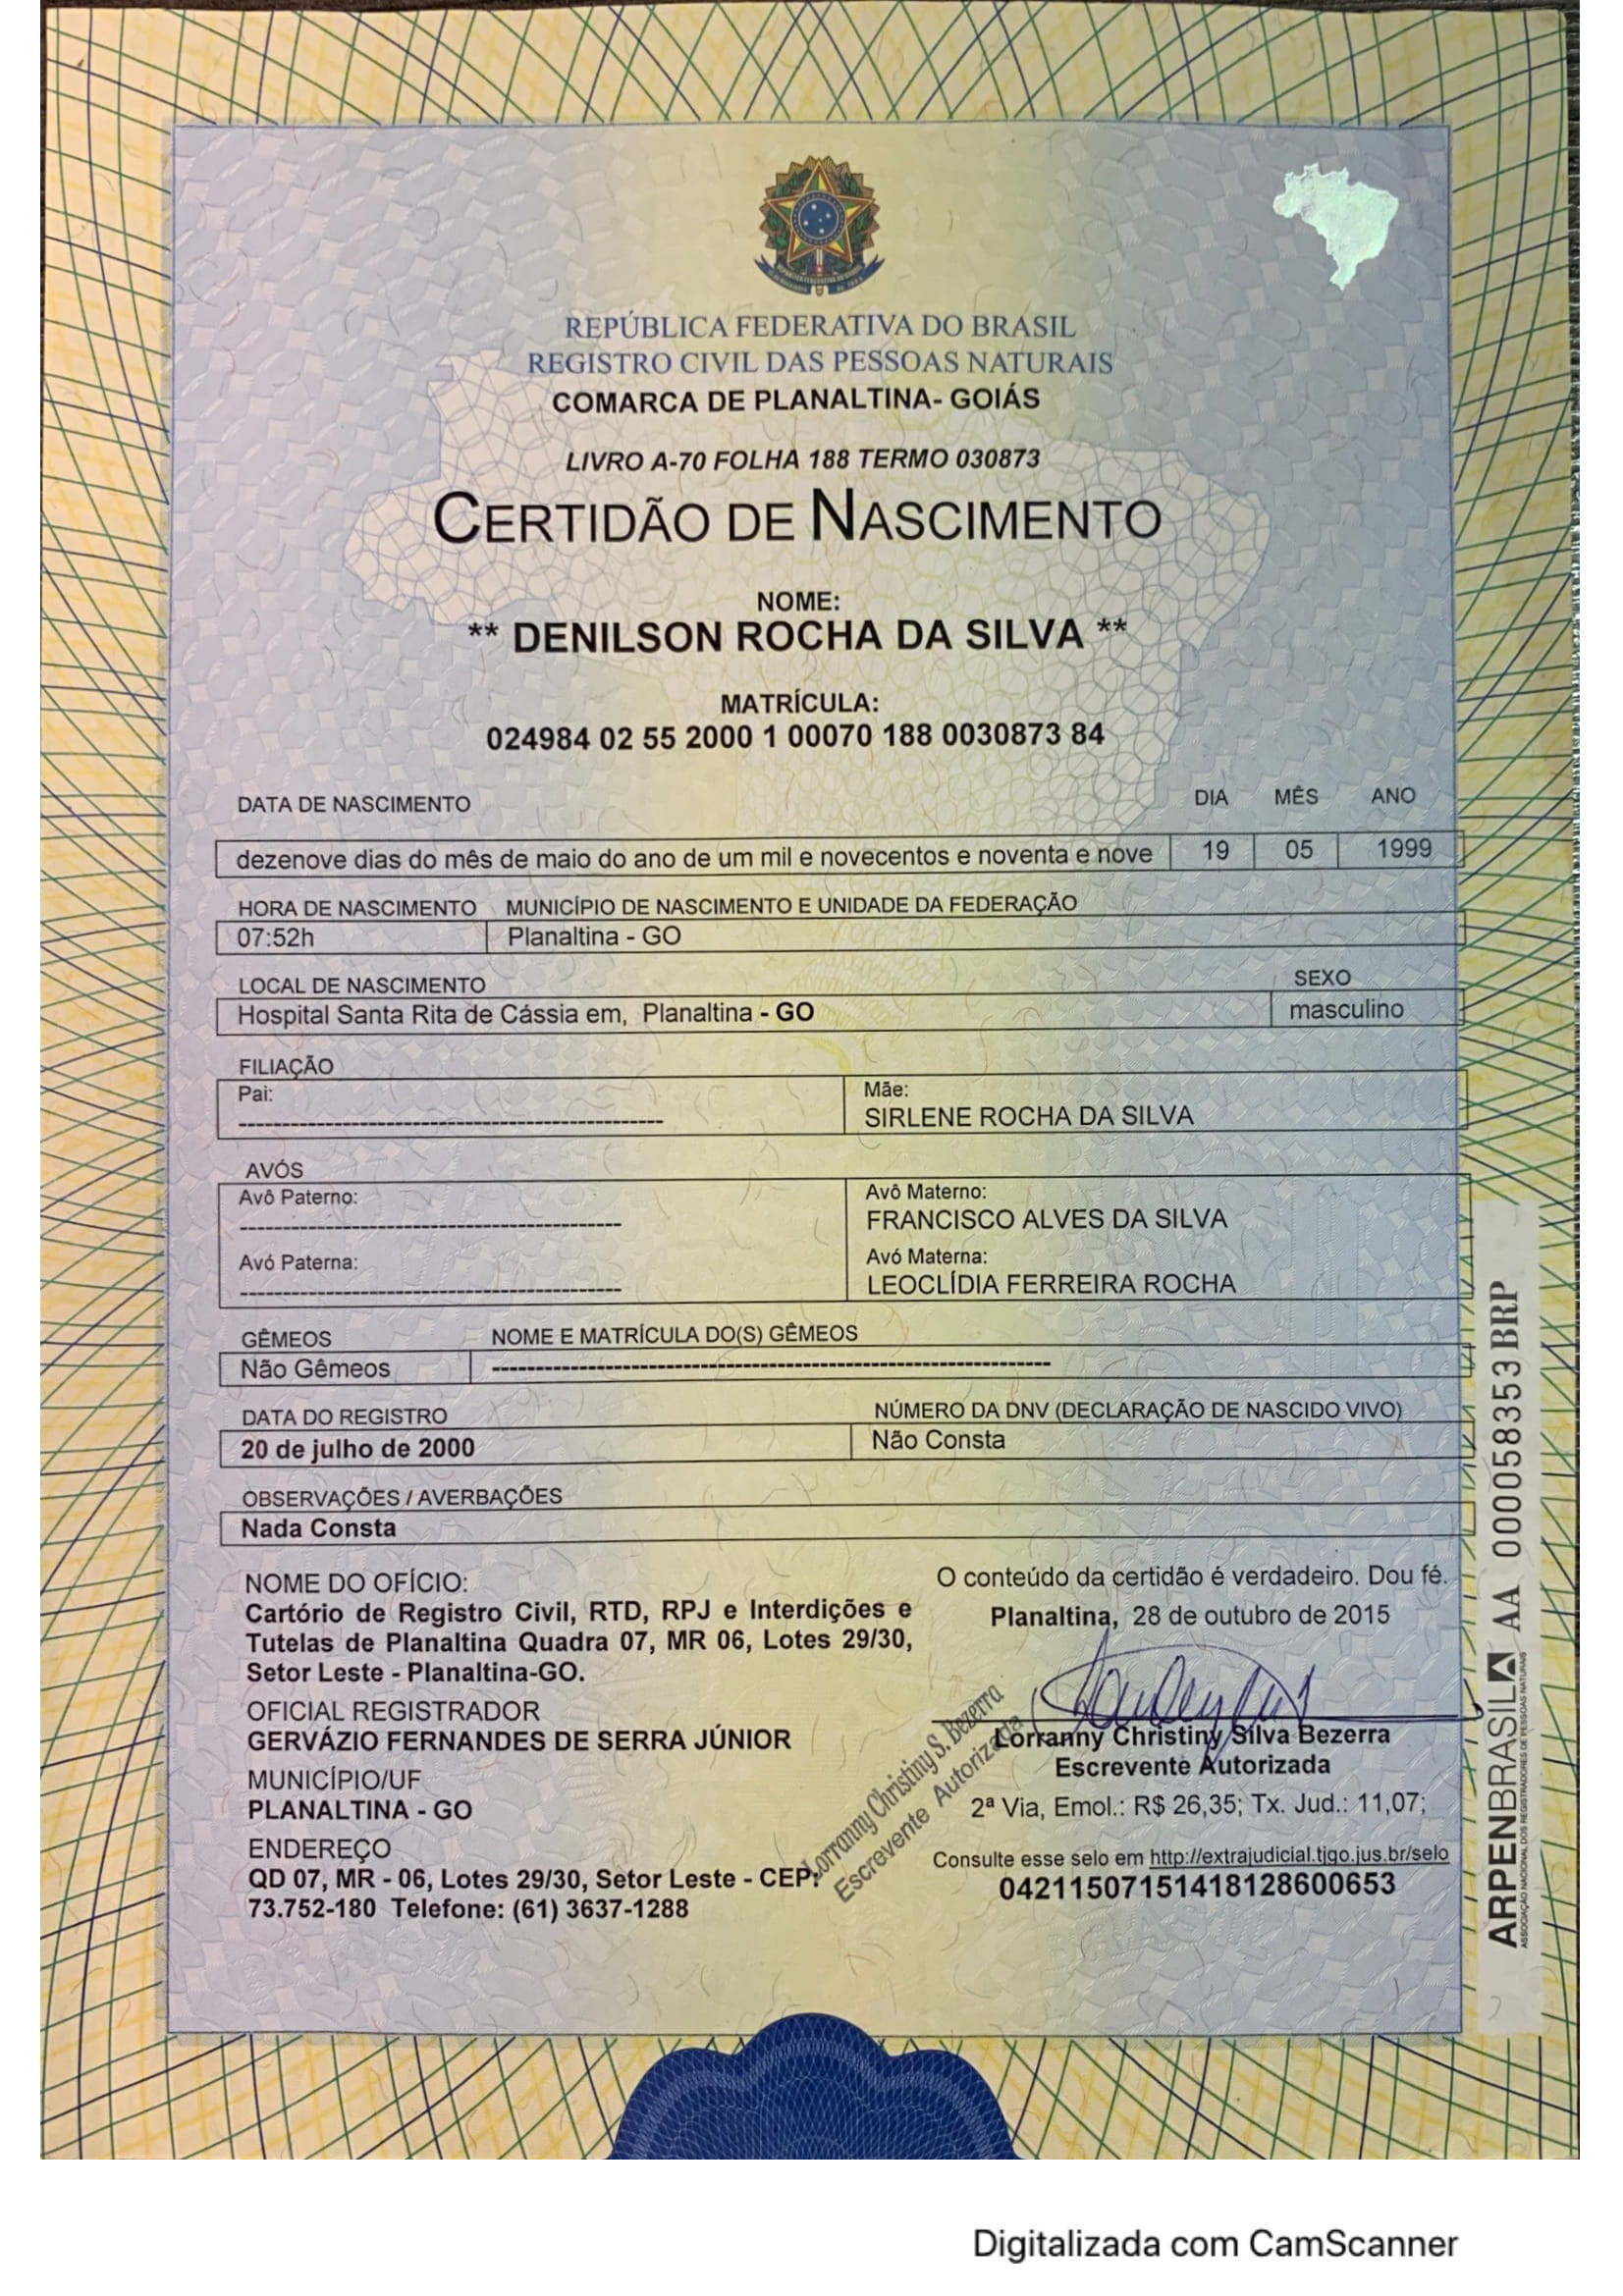 REPÚBLICA FEDERATIVA DO BRASIL
REGISTRO CIVIL DAS PESSOAS NATURAIS
COMARCA DE PLANALTINA- GOIÁS
LIVRO A-70 FOLHA 188 TERMO 030873
CERTIDÃO DE NASCIMENTO
NOME:
** DENILSON ROCHA DA SILVA **
MATRÍCULA:
024984 02 55 2000 1 00070 188 0030873 84
DATA DE NASCIMENTO DIA MÊS ANO
dezenove dias do mês de maio do ano de um mil e novecentos e noventa e nove 19 05 1999
HORA DE NASCIMENTO MUNICÍPIO DE NASCIMENTO E UNIDADE DA FEDERAÇÃO
07:52h Planaltina - GO
LOCAL DE NASCIMENTO SEXO
Hospital Santa Rita de Cássia em, Planaltina - GO masculino
FILIAÇÃO
Pai: Mãe:
------------------------------------------------- SIRLENE ROCHA DA SILVA
AVÓS
Avô Paterno: Avô Materno:
-------------------------------------------- FRANCISCO ALVES DA SILVA
Avó Paterna: Avó Materna:
-------------------------------------------- LEOCLÍDIA FERREIRA ROCHA
GÊMEOS NOME E MATRÍCULA DO(S) GÊMEOS
Não Gêmeos ----------------------------------------------------------------
DATA DO REGISTRO NÚMERO DA DNV (DECLARAÇÃO DE NASCIDO VIVO)
20 de julho de 2000 Não Consta
OBSERVAÇÕES / AVERBAÇÕES
Nada Consta
NOME DO OFÍCIO:
Cartório de Registro Civil, RTD, RPJ e Interdições e
Tutelas de Planaltina Quadra 07, MR 06, Lotes 29/30,
Setor Leste - Planaltina-GO.
OFICIAL REGISTRADOR
GERVÁZIO FERNANDES DE SERRA JÚNIOR
MUNICÍPIO/UF
PLANALTINA - GO
ENDEREÇO
QD 07, MR - 06, Lotes 29/30, Setor Leste - CEP:
73.752-180 Telefone: (61) 3637-1288
O conteúdo da certidão é verdadeiro. Dou fé.
Planaltina, 28 de outubro de 2015
Lorranny Christiny Silva Bezerra
Escrevente Autorizada
2ª Via, Emol.: R$ 26,35; Tx. Jud.: 11,07;
Consulte esse selo em http://extrajudicial.tjgo.jus.br/selo
04211507151418128600653
Lorranny Christiny S. Bezerra
Escrevente Autorizada
ARPENBRASIL AA 000058353 BRP
ASSOCIAÇÃO NACIONAL DOS REGISTRADORES DE PESSOAS NATURAIS
Digitalizada com CamScanner